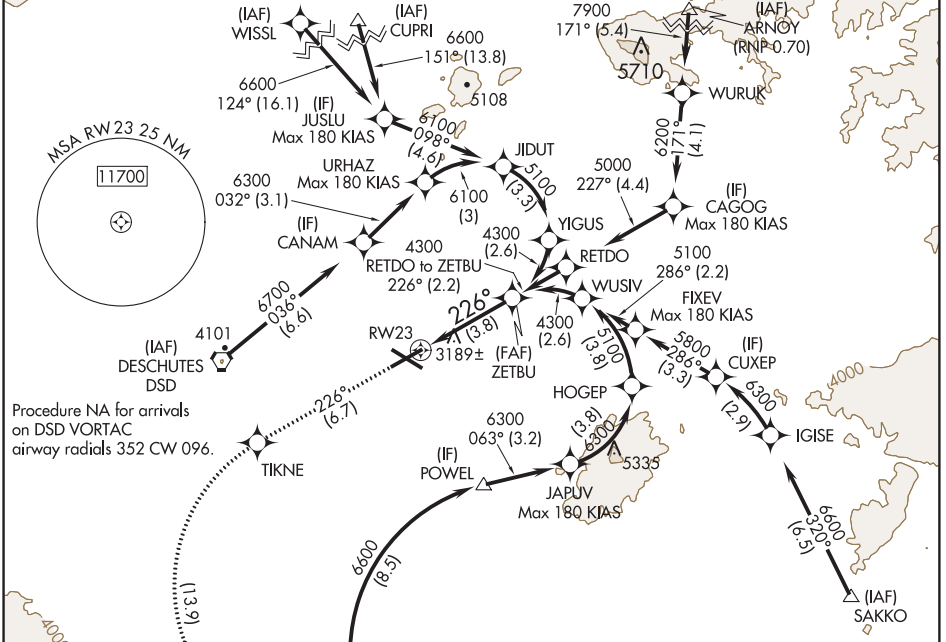 (IAF)
WISSL
(IAF)
CUPRI
6600
151° (13.8)
6600
124° (16.1)
(IF)
JUSLU
Max 180 KIAS
5108
7900
171° (5.4)
(IAF)
ARNOY
(RNP 0.70)
5710
WURUK
6200
171°
(4.1)
MSA RW23 25 NM
11700
6100
098°
(4.6)
JIDUT
URHAZ
Max 180 KIAS
6300
032° (3.1)
6100
(3)
5100
(3.3)
5000
227° (4.4)
(IF)
CAGOG
Max 180 KIAS
(IF)
CANAM
YIGUS
4300
(2.6)
RETDO
4300
RETDO to ZETBU
226° (2.2)
5100
286° (2.2)
WUSIV
FIXEV
Max 180 KIAS
6700
036°
(6.6)
226°
(3.8)
4300
(2.6)
4101
(IAF)
DESCHUTES
DSD
RW23
3189±
(FAF)
ZETBU
5100
(3.8)
5800
286°
(3.3)
(IF)
CUXEP
4000
HOGEP
6300
(2.9)
IGISE
Procedure NA for arrivals
on DSD VORTAC
airway radials 352 CW 096.
226°
(6.7)
TIKNE
6300
063° (3.2)
(IF)
POWEL
(3.8)
6300
5335
JAPUV
Max 180 KIAS
6600
320°
(6.5)
6600
(8.5)
(13.9)
(IAF)
SAKKO
4000